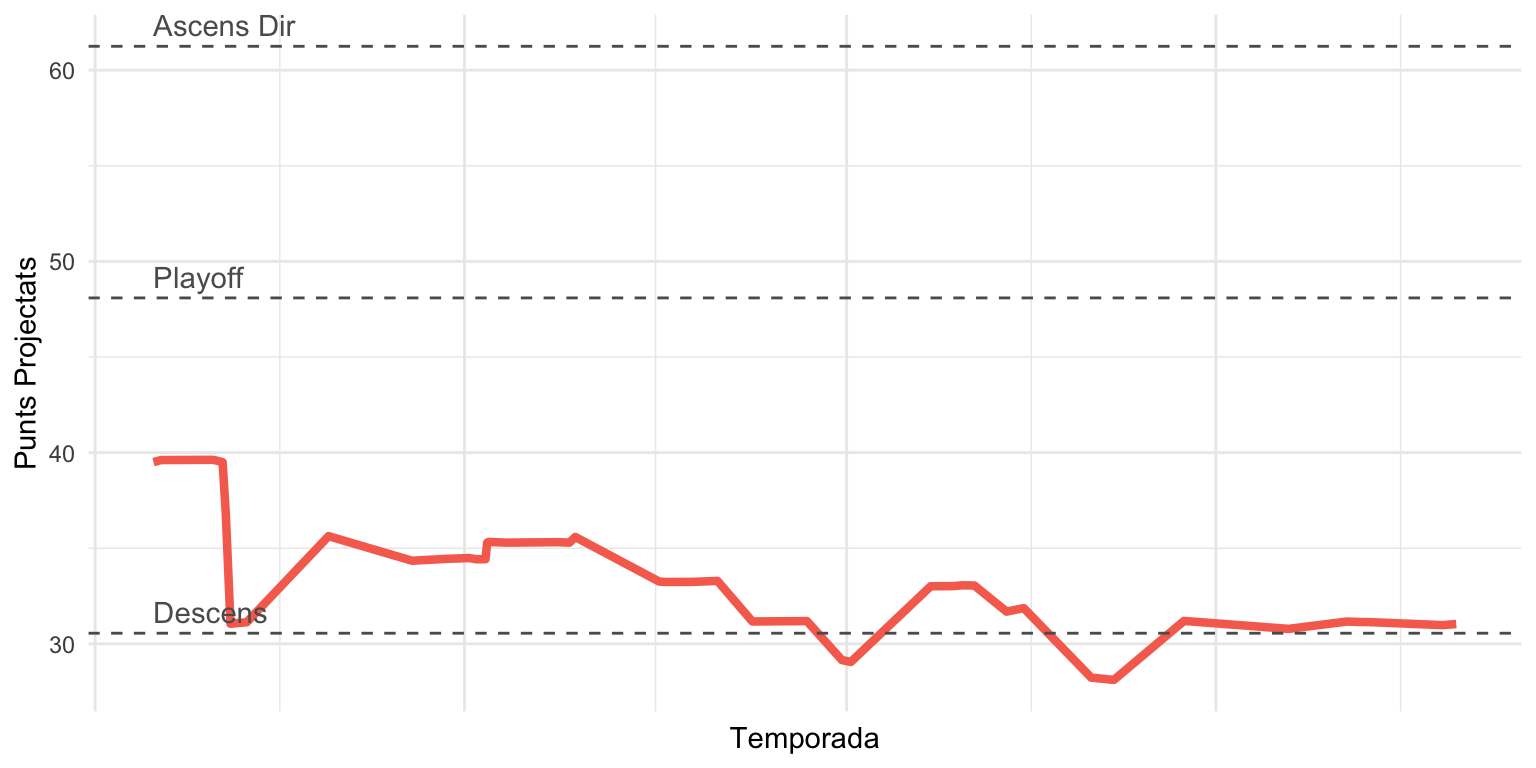 Ascens Dir
60
50
Playoff
Punts Projectats
40
Descens
30
Temporada